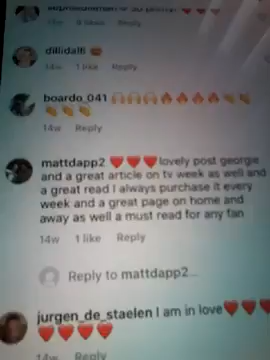 14w 1 like Reply
dillidalli 😁
14w 1 like Reply
boardo_041 🎧🎧🎧🔥🔥🔥🔥👏👏
👏👏👏
14w Reply
mattdapp2 ❤️❤️❤️lovely post georgie
and a great article on tv week as well and
a great read I always purchase it every
week and a great page on home and
away as well a must read for any fan
14w 1 like Reply
Reply to mattdapp2...
jurgen_de_staelen I am in love❤️❤️❤️
❤️❤️❤️❤️
14w Reply